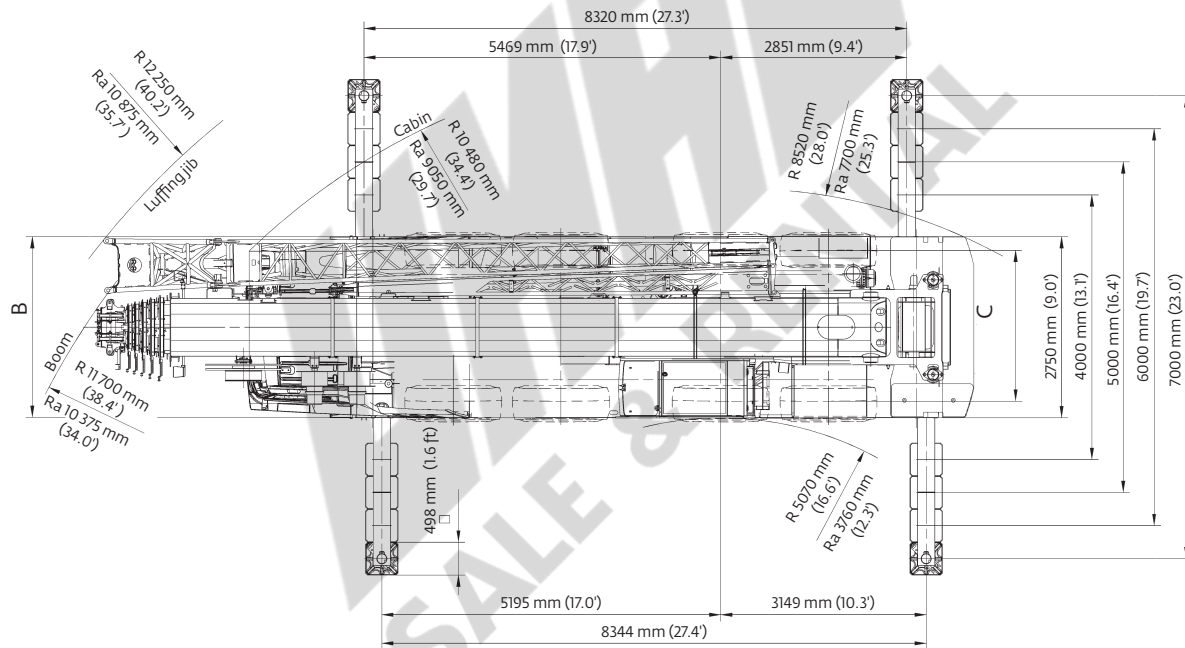 8320 mm (27.3')
5469 mm  (17.9')
2851 mm (9.4')
R 12 250 mm
(40.2')
Ra 10 875 mm
(35.7')
Luffing jib
Cabin
R 10 480 mm
(34.4')
Ra 9050 mm
(29.7')
R 8520 mm
(28.0')
Ra 7700 mm
(25.3')
B
C
2750 mm  (9.0')
4000 mm (13.1')
5 000 mm (16.4')
6000 mm (19.7')
7000 mm (23.0')
Boom
R 11 700 mm
(38.4')
Ra 10 375 mm
(34.0')
498 mm  (1.6 ft)
R 5070 mm
(16.6')
Ra 3760 mm
(12.3')
5195 mm (17.0')
3149 mm (10.3')
8344 mm (27.4')
SALE & RENTAL